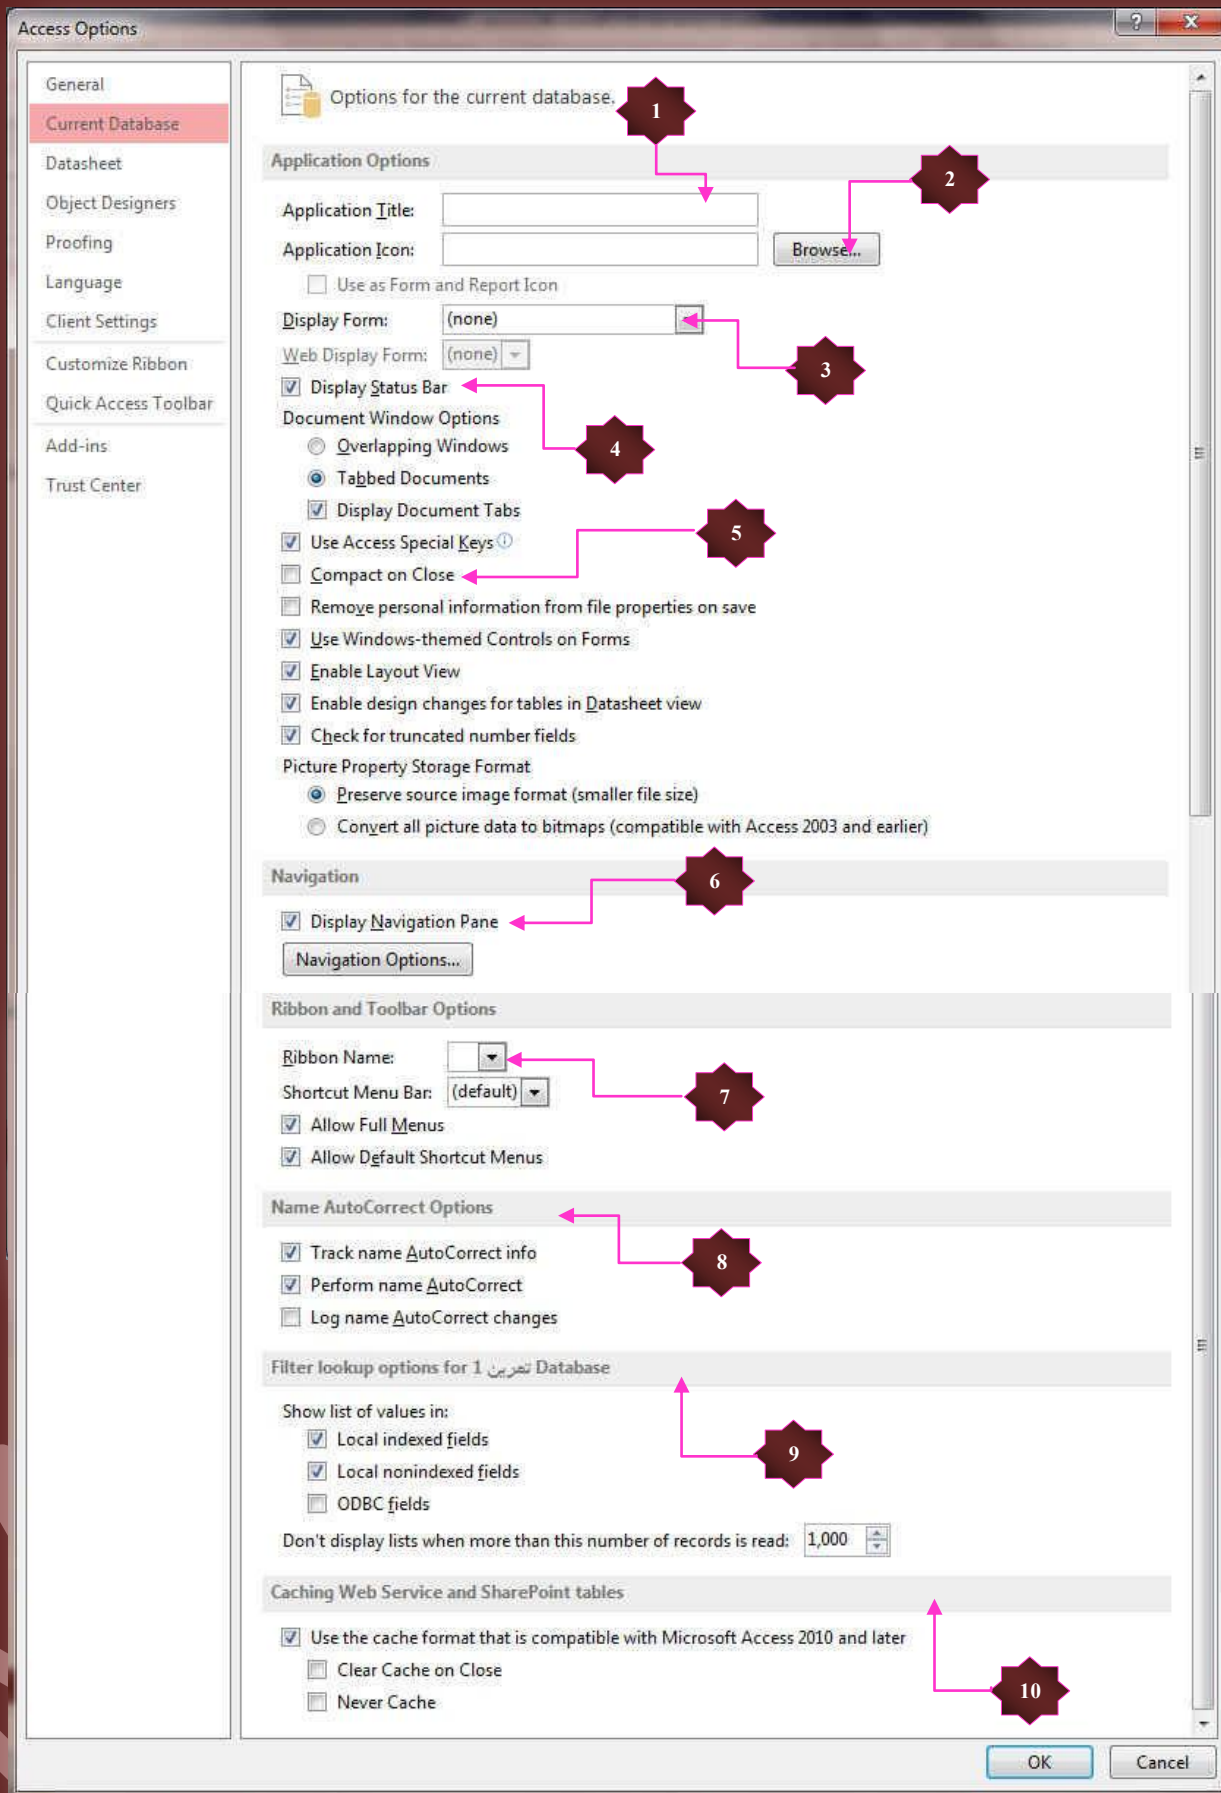 Access Options
General
Current Database
Datasheet
Object Designers
Proofing
Language
Client Settings
Customize Ribbon
Quick Access Toolbar
Add-ins
Trust Center
Options for the current database.
1
Application Options
2
Application Title:
Application Icon: Browse...
Use as Form and Report Icon
Display Form: (none)
Web Display Form: (none)
3
Display Status Bar
Document Window Options
Overlapping Windows
4
Tabbed Documents
Display Document Tabs
5
Use Access Special Keys
Compact on Close
Remove personal information from file properties on save
Use Windows-themed Controls on Forms
Enable Layout View
Enable design changes for tables in Datasheet view
Check for truncated number fields
Picture Property Storage Format
Preserve source image format (smaller file size)
Convert all picture data to bitmaps (compatible with Access 2003 and earlier)
Navigation
6
Display Navigation Pane
Navigation Options...
Ribbon and Toolbar Options
Ribbon Name:
Shortcut Menu Bar: (default)
7
Allow Full Menus
Allow Default Shortcut Menus
Name AutoCorrect Options
Track name AutoCorrect info
8
Perform name AutoCorrect
Log name AutoCorrect changes
Filter lookup options for 1 تمرين Database
Show list of values in:
Local indexed fields
9
Local nonindexed fields
ODBC fields
Don't display lists when more than this number of records is read: 1,000
Caching Web Service and SharePoint tables
Use the cache format that is compatible with Microsoft Access 2010 and later
Clear Cache on Close
10
Never Cache
OK Cancel